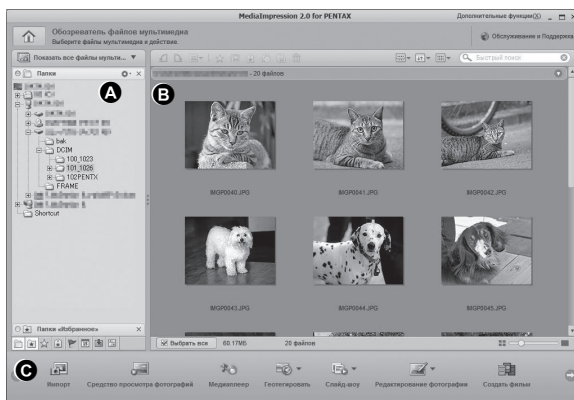 MediaImpression 2.0 for PENTAX
Дополнительные функции(X)
Обозреватель файлов мультимедиа
Выберите файлы мультимедиа и действие.
Обслуживание и Поддержка
Показать все файлы мульти...
Быстрый поиск
Папки
A
B
- 20 файлов
bak
DCIM
100_1023
101_1026
102PENTX
FRAME
Shortcut
IMGP0040.JPG
IMGP0041.JPG
IMGP0042.JPG
IMGP0043.JPG
IMGP0044.JPG
IMGP0045.JPG
Папки «Избранное»
Выбрать все
60.17МБ
20 файлов
C
Импорт
Средство просмотра фотографий
Медиаплеер
Геотегировать
Слайд-шоу
Редактирование фотографии
Создать фильм